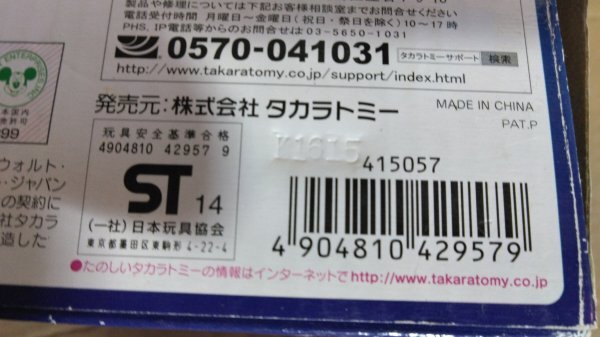 製品や修理については下記お客様相談室までお問合せください
電話受付時間 月曜日～金曜日(祝日・祭日を除く)10～17時
PHS、IP電話等からのお問合せは03-5650-1031
0570-041031
タカラトミーサポート 検索
http://www.takaratomy.co.jp/support/index.html
発売元：株式会社 タカラトミー
MADE IN CHINA
PAT.P
玩具安全基準合格
4904810 42957 9
ST 14
(一社)日本玩具協会
東京都墨田区東駒形4-22-4
K1615
415057
4 904810 429579
ウォルト・
・ジャパン
の契約に
社タカラ
造した
●たのしいタカラトミーの情報はインターネットでhttp://www.takaratomy.co.jp